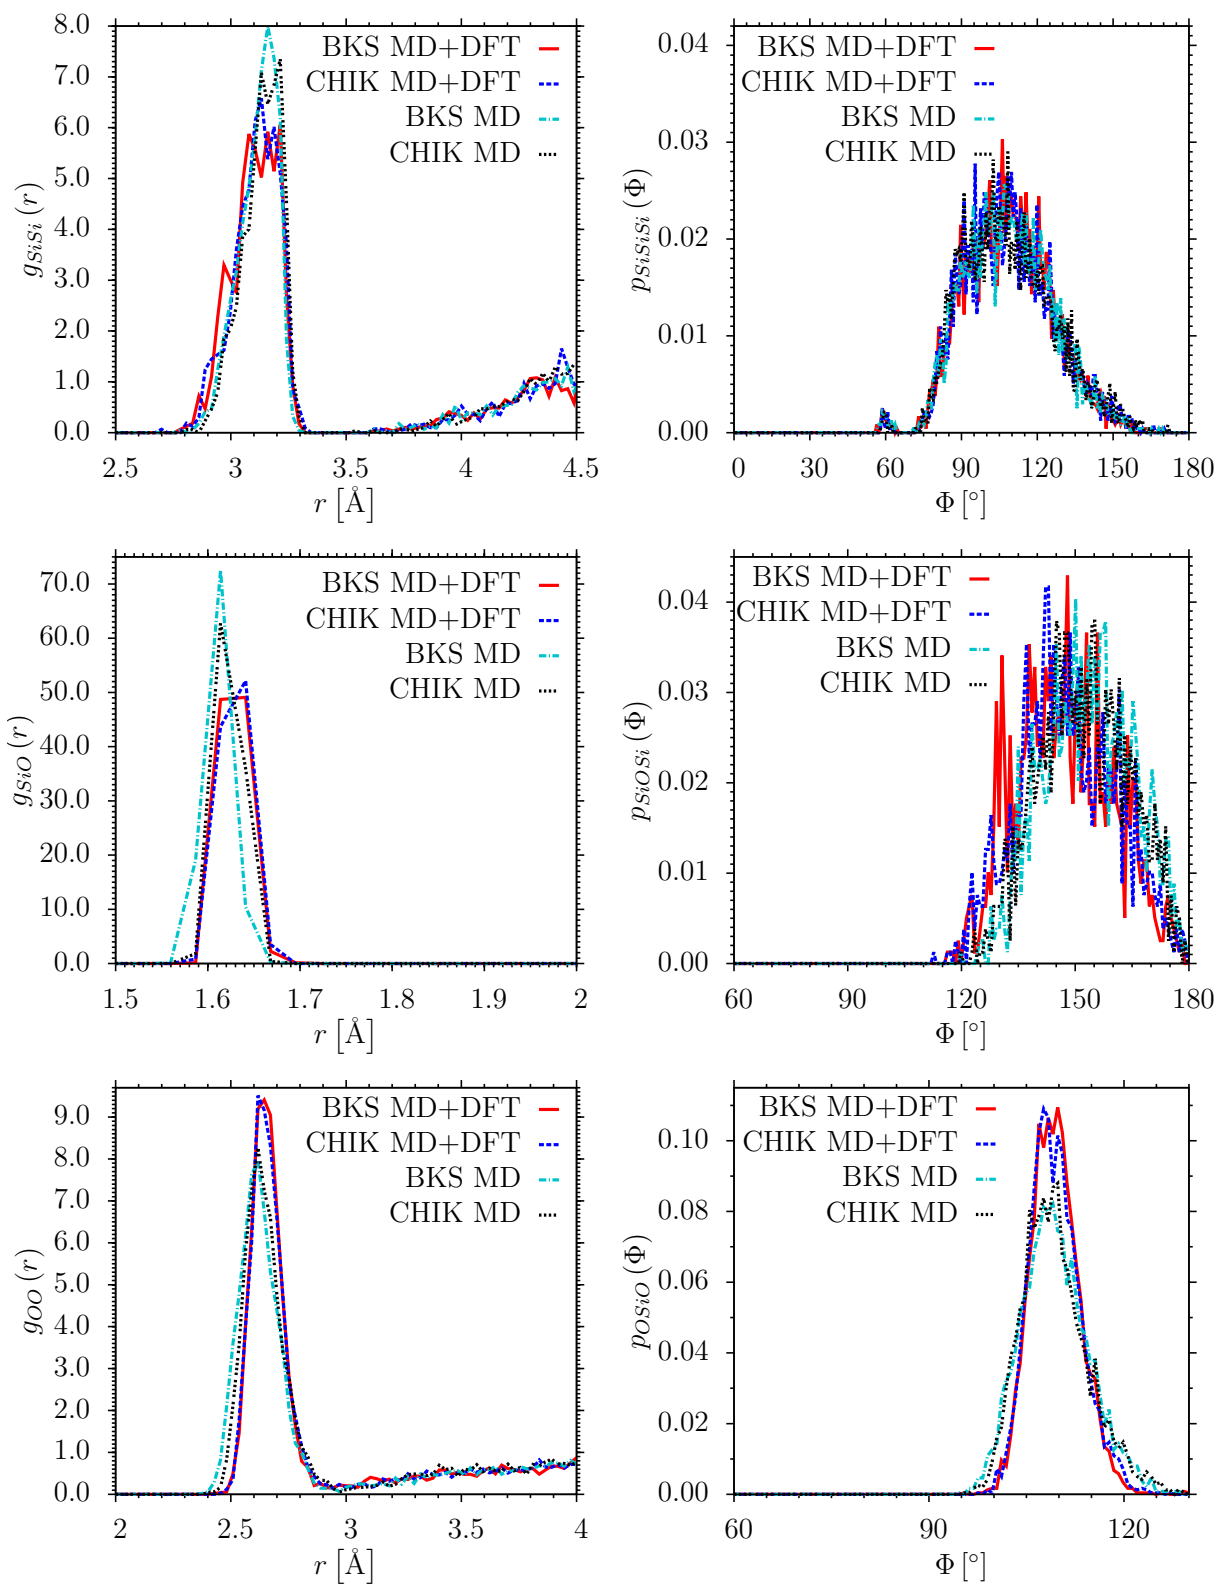 g_SiSi(r)
8.0
7.0
6.0
5.0
4.0
3.0
2.0
1.0
0.0
BKS MD+DFT
CHIK MD+DFT
BKS MD
CHIK MD
2.5 3 3.5 4 4.5
r [Å]
p_SiSiSi(Φ)
0.04
0.03
0.02
0.01
0.00
BKS MD+DFT
CHIK MD+DFT
BKS MD
CHIK MD
0 30 60 90 120 150 180
Φ [°]
g_SiO(r)
70.0
60.0
50.0
40.0
30.0
20.0
10.0
0.0
BKS MD+DFT
CHIK MD+DFT
BKS MD
CHIK MD
1.5 1.6 1.7 1.8 1.9 2
r [Å]
p_SiOSi(Φ)
0.04
0.03
0.02
0.01
0.00
BKS MD+DFT
CHIK MD+DFT
BKS MD
CHIK MD
60 90 120 150 180
Φ [°]
g_OO(r)
9.0
8.0
7.0
6.0
5.0
4.0
3.0
2.0
1.0
0.0
BKS MD+DFT
CHIK MD+DFT
BKS MD
CHIK MD
2 2.5 3 3.5 4
r [Å]
p_OSiO(Φ)
0.10
0.08
0.06
0.04
0.02
0.00
BKS MD+DFT
CHIK MD+DFT
BKS MD
CHIK MD
60 90 120
Φ [°]